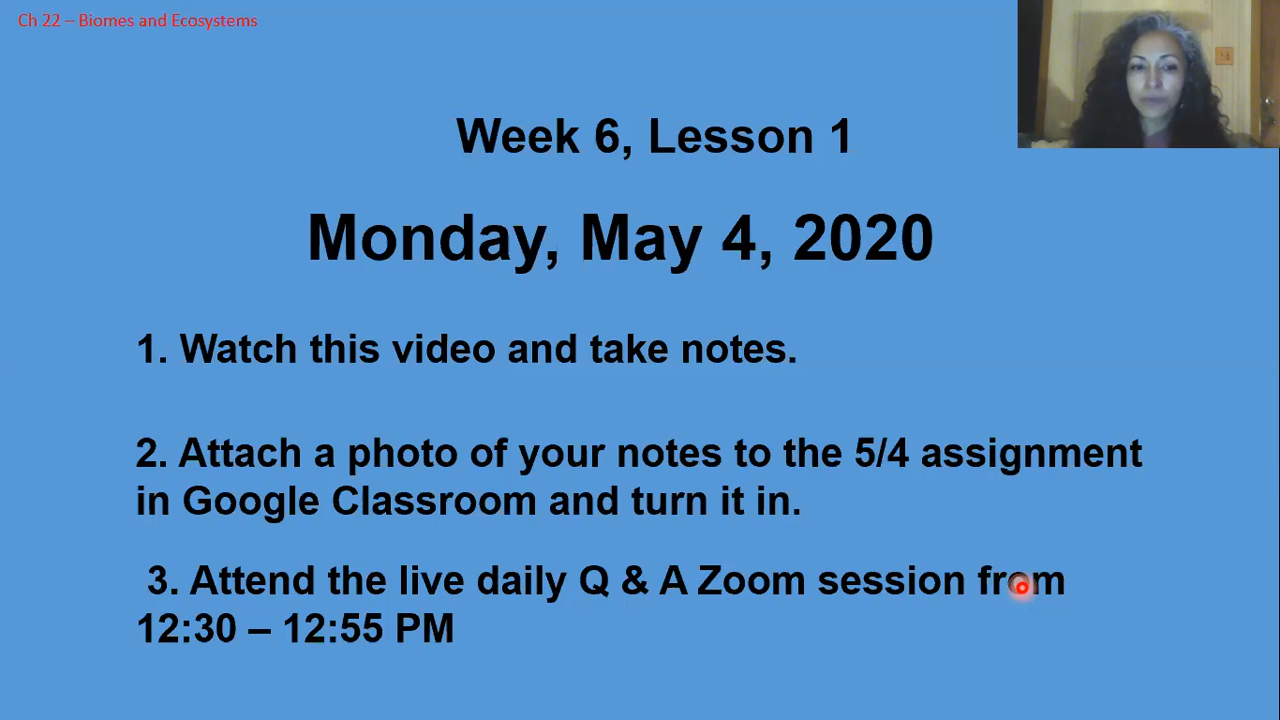 Ch 22 – Biomes and Ecosystems
Week 6, Lesson 1
Monday, May 4, 2020
1. Watch this video and take notes.
2. Attach a photo of your notes to the 5/4 assignment
in Google Classroom and turn it in.
3. Attend the live daily Q & A Zoom session from
12:30 – 12:55 PM